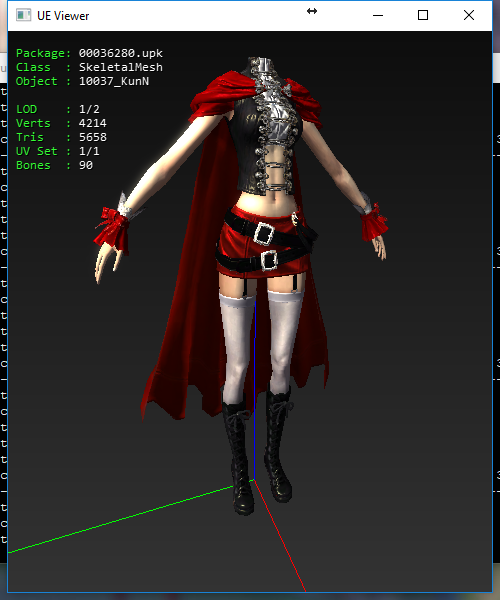 UE Viewer
Package: 00036280.upk
Class : SkeletalMesh
Object : 10037_KunN
LOD : 1/2
Verts : 4214
Tris : 5658
UV Set : 1/1
Bones : 90